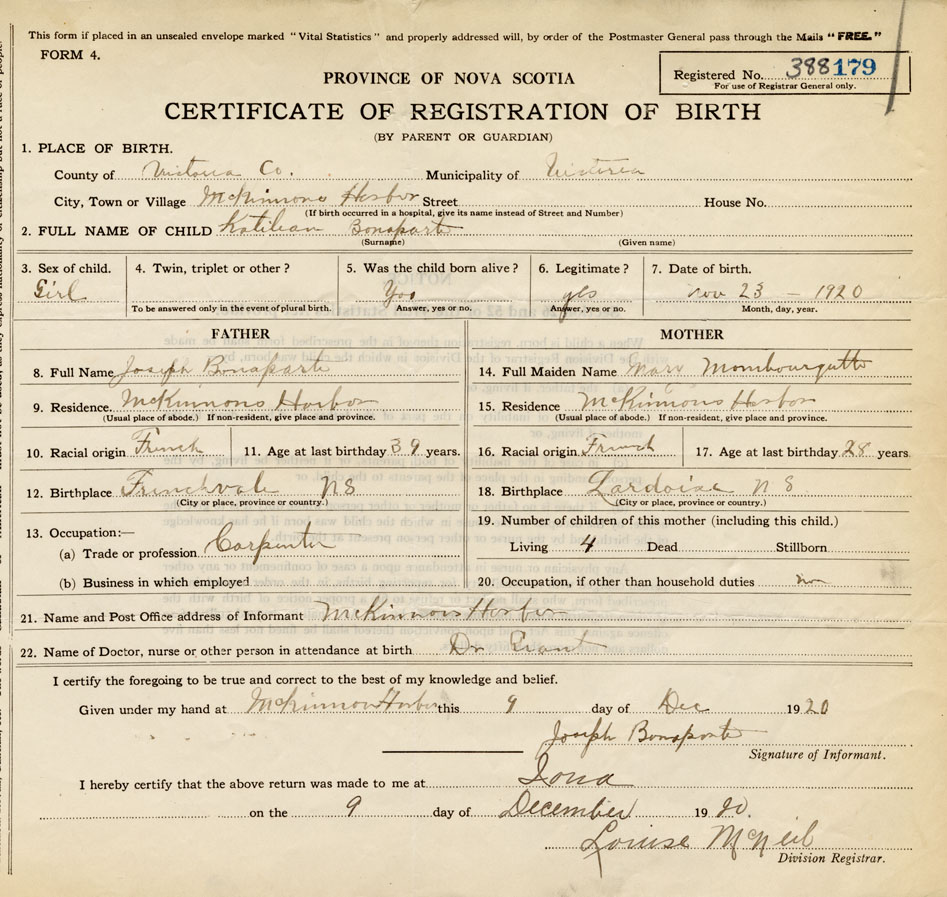 This form if placed in an unsealed envelope marked "Vital Statistics" and properly addressed will, by order of the Postmaster General pass through the Mails "FREE."
FORM 4.
Registered No. 388179
For use of Registrar General only.
PROVINCE OF NOVA SCOTIA
CERTIFICATE OF REGISTRATION OF BIRTH
(BY PARENT OR GUARDIAN)
1. PLACE OF BIRTH.
County of Victoria Co. Municipality of Victoria
City, Town or Village McKinnons Harbor Street House No.
(If birth occurred in a hospital, give its name instead of Street and Number)
2. FULL NAME OF CHILD Bonaparte
(Surname) (Given name)
3. Sex of child. 4. Twin, triplet or other? 5. Was the child born alive? 6. Legitimate? 7. Date of birth.
Girl Yes yes nov 23 - 1920
To be answered only in the event of plural birth. Answer, yes or no. Answer, yes or no. Month, day, year.
FATHER MOTHER
8. Full Name Joseph Bonaparte 14. Full Maiden Name Mary Mombourgutte
9. Residence. McKinnons Harbor 15. Residence McKinnons Harbor
(Usual place of abode.) If non-resident, give place and province. (Usual place of abode.) If non-resident, give place and province.
10. Racial origin French 11. Age at last birthday 39 years. 16. Racial origin French 17. Age at last birthday 28 years
12. Birthplace Frenchvale N S 18. Birthplace N S
(City or place, province or country.) (City or place, province or country.)
13. Occupation:— 19. Number of children of this mother (including this child.)
(a) Trade or profession Carpenter Living 4 Dead Stillborn
(b) Business in which employed 20. Occupation, if other than household duties
21. Name and Post Office address of Informant McKinnons Harbor
22. Name of Doctor, nurse or other person in attendance at birth Dr
I certify the foregoing to be true and correct to the best of my knowledge and belief.
Given under my hand at McKinnon Harbor this 9 day of Dec 1920
Joseph Bonaparte
Signature of Informant.
I hereby certify that the above return was made to me at Iona
on the 9 day of December 1920.
Louise McNeil
Division Registrar.